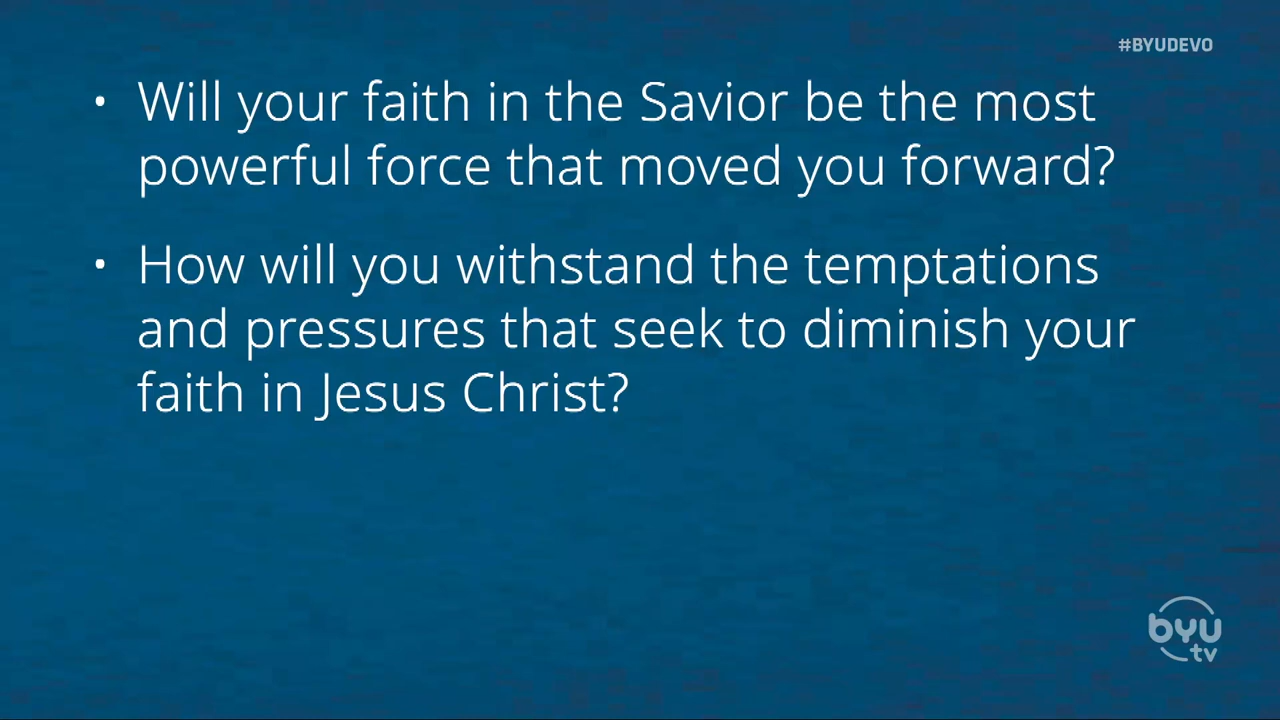 #BYUDEVO
• Will your faith in the Savior be the most
powerful force that moved you forward?
• How will you withstand the temptations
and pressures that seek to diminish your
faith in Jesus Christ?
byu
tv